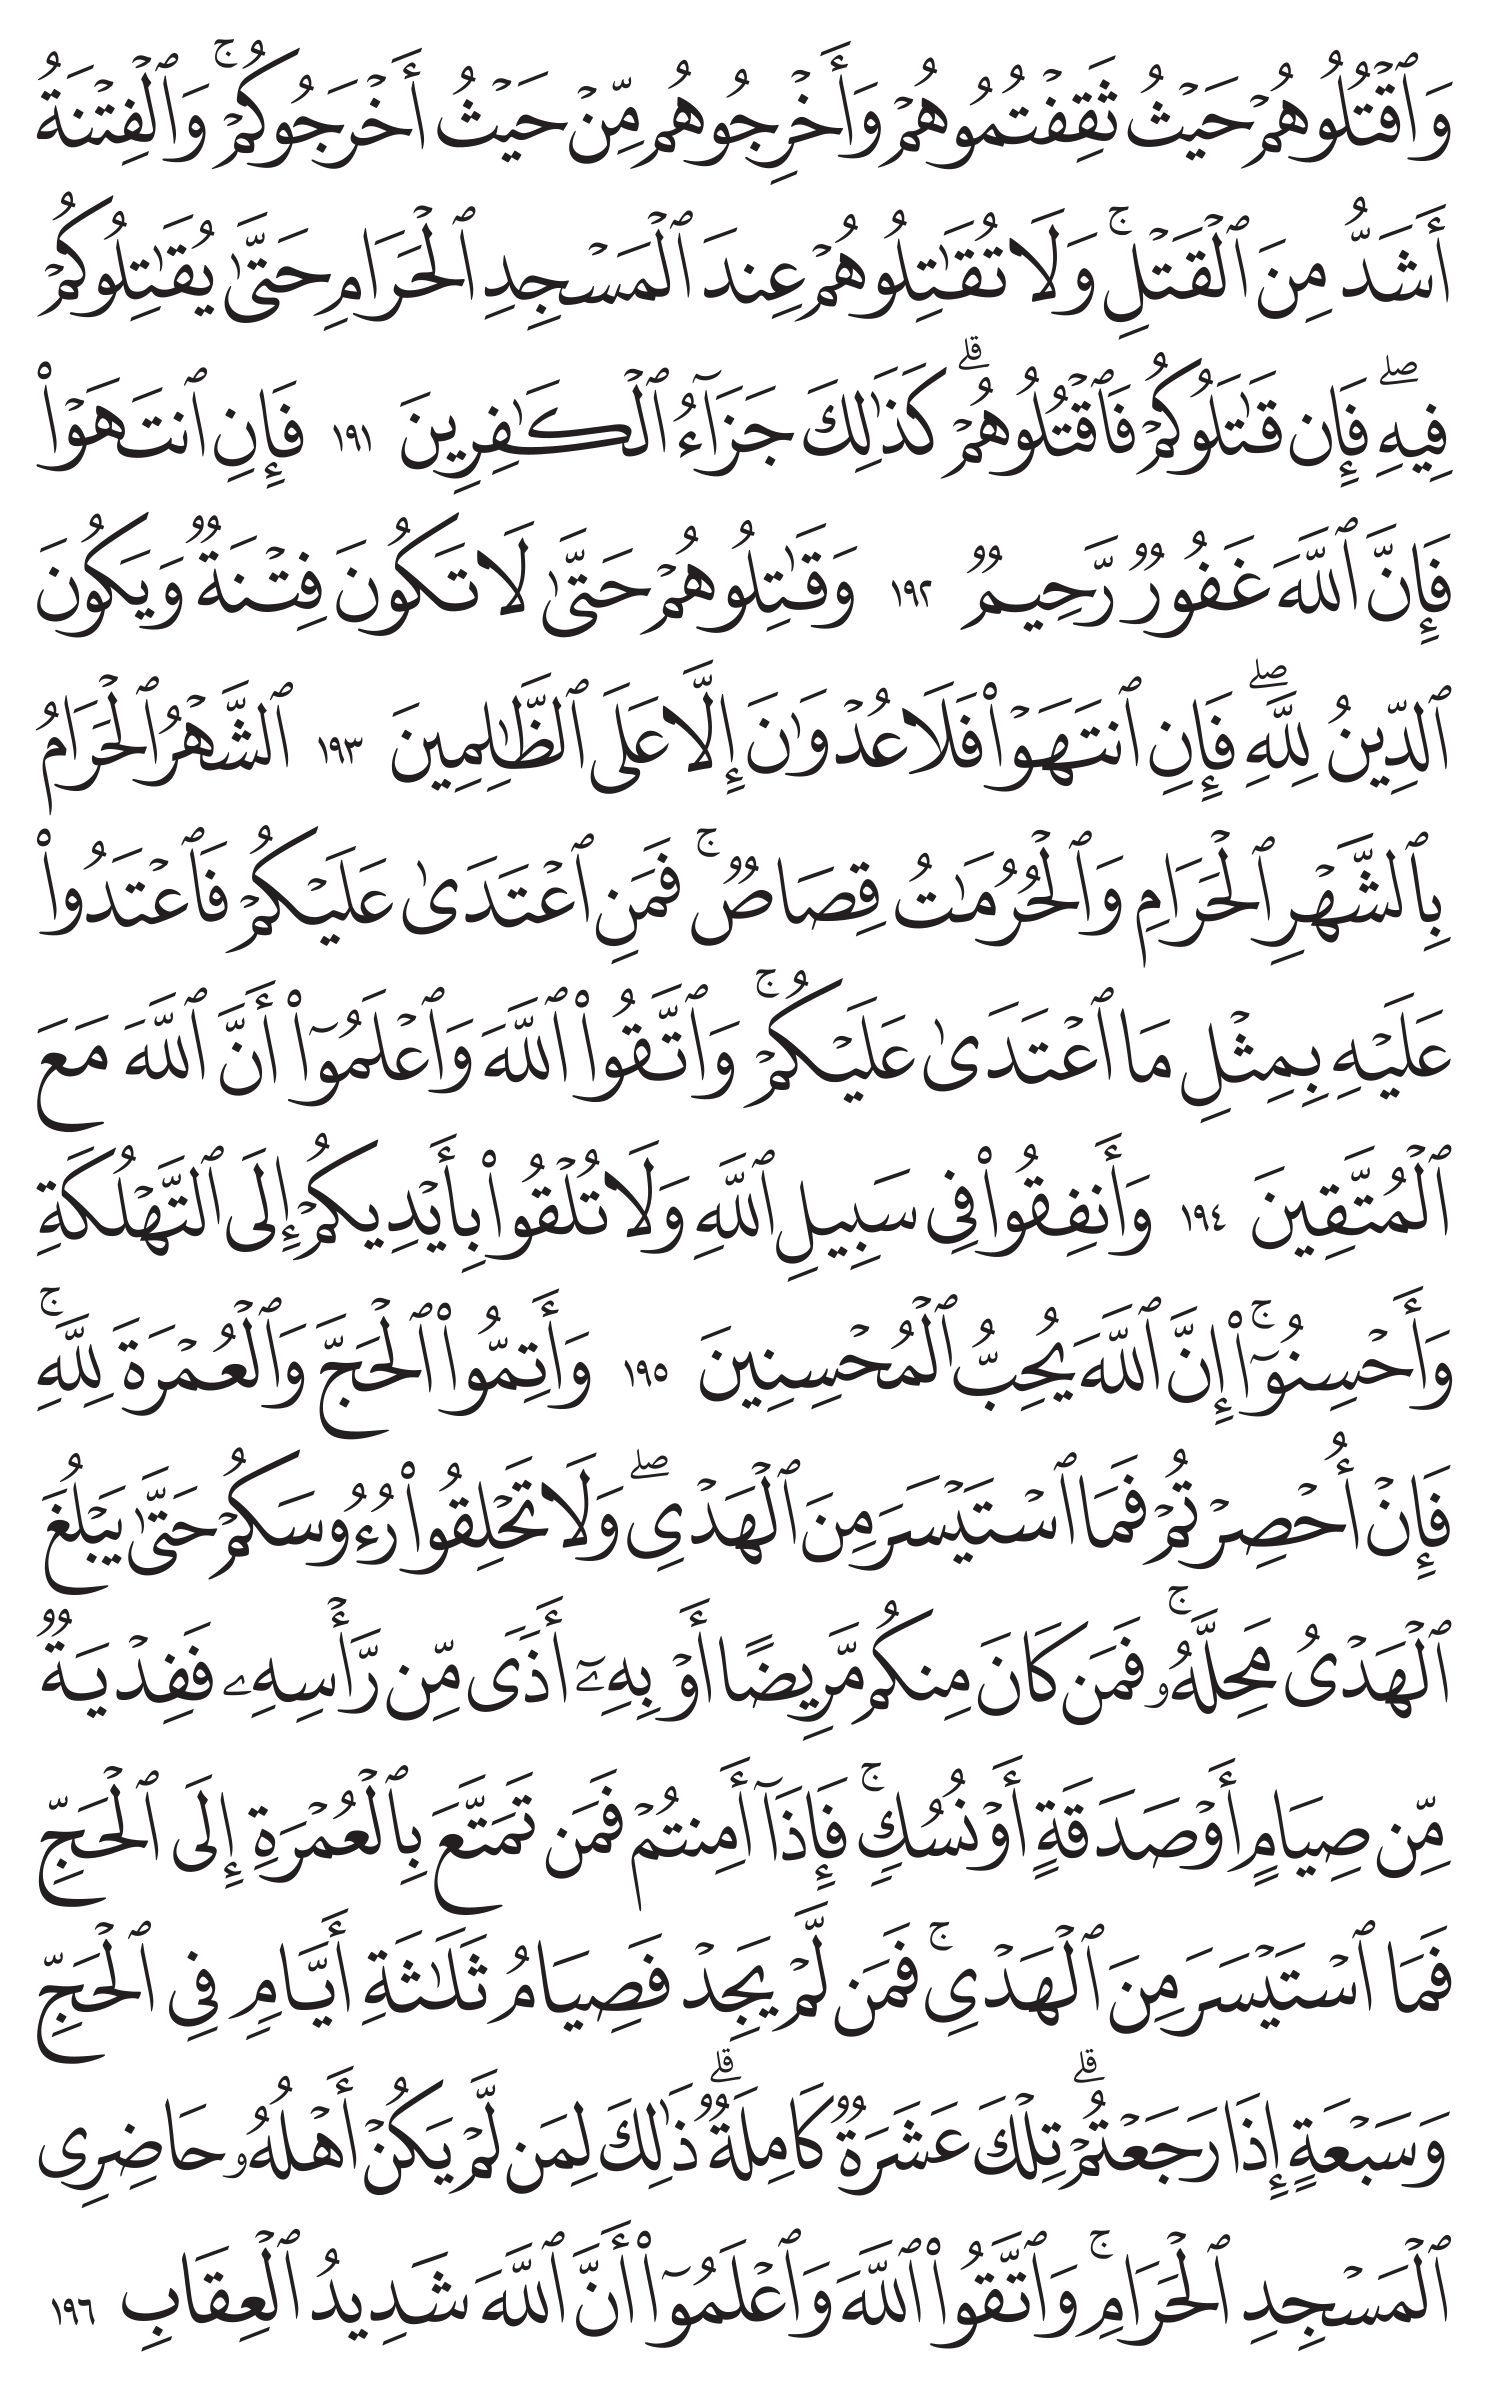 وَٱقۡتُلُوهُمۡ حَيۡثُ ثَقِفۡتُمُوهُمۡ وَأَخۡرِجُوهُم مِّنۡ حَيۡثُ أَخۡرَجُوكُمۡۚ وَٱلۡفِتۡنَةُ
أَشَدُّ مِنَ ٱلۡقَتۡلِۚ وَلَا تُقَٰتِلُوهُمۡ عِندَ ٱلۡمَسۡجِدِ ٱلۡحَرَامِ حَتَّىٰ يُقَٰتِلُوكُمۡ
فِيهِۖ فَإِن قَٰتَلُوكُمۡ فَٱقۡتُلُوهُمۡۗ كَذَٰلِكَ جَزَآءُ ٱلۡكَٰفِرِينَ ١٩١ فَإِنِ ٱنتَهَوۡاْ
فَإِنَّ ٱللَّهَ غَفُورٞ رَّحِيمٞ ١٩٢ وَقَٰتِلُوهُمۡ حَتَّىٰ لَا تَكُونَ فِتۡنَةٞ وَيَكُونَ
ٱلدِّينُ لِلَّهِۖ فَإِنِ ٱنتَهَوۡاْ فَلَا عُدۡوَٰنَ إِلَّا عَلَى ٱلظَّٰلِمِينَ ١٩٣ ٱلشَّهۡرُ ٱلۡحَرَامُ
بِٱلشَّهۡرِ ٱلۡحَرَامِ وَٱلۡحُرُمَٰتُ قِصَاصٞۚ فَمَنِ ٱعۡتَدَىٰ عَلَيۡكُمۡ فَٱعۡتَدُواْ
عَلَيۡهِ بِمِثۡلِ مَا ٱعۡتَدَىٰ عَلَيۡكُمۡۚ وَٱتَّقُواْ ٱللَّهَ وَٱعۡلَمُوٓاْ أَنَّ ٱللَّهَ مَعَ
ٱلۡمُتَّقِينَ ١٩٤ وَأَنفِقُواْ فِي سَبِيلِ ٱللَّهِ وَلَا تُلۡقُواْ بِأَيۡدِيكُمۡ إِلَى ٱلتَّهۡلُكَةِ
وَأَحۡسِنُوٓاْۚ إِنَّ ٱللَّهَ يُحِبُّ ٱلۡمُحۡسِنِينَ ١٩٥ وَأَتِمُّواْ ٱلۡحَجَّ وَٱلۡعُمۡرَةَ لِلَّهِۚ
فَإِنۡ أُحۡصِرۡتُمۡ فَمَا ٱسۡتَيۡسَرَ مِنَ ٱلۡهَدۡيِۖ وَلَا تَحۡلِقُواْ رُءُوسَكُمۡ حَتَّىٰ يَبۡلُغَ
ٱلۡهَدۡيُ مَحِلَّهُۥۚ فَمَن كَانَ مِنكُم مَّرِيضًا أَوۡ بِهِۦٓ أَذٗى مِّن رَّأۡسِهِۦ فَفِدۡيَةٞ
مِّن صِيَامٍ أَوۡ صَدَقَةٍ أَوۡ نُسُكٖۚ فَإِذَآ أَمِنتُمۡ فَمَن تَمَتَّعَ بِٱلۡعُمۡرَةِ إِلَى ٱلۡحَجِّ
فَمَا ٱسۡتَيۡسَرَ مِنَ ٱلۡهَدۡيِۚ فَمَن لَّمۡ يَجِدۡ فَصِيَامُ ثَلَٰثَةِ أَيَّامٖ فِي ٱلۡحَجِّ
وَسَبۡعَةٍ إِذَا رَجَعۡتُمۡۗ تِلۡكَ عَشَرَةٞ كَامِلَةٞۗ ذَٰلِكَ لِمَن لَّمۡ يَكُنۡ أَهۡلُهُۥ حَاضِرِي
ٱلۡمَسۡجِدِ ٱلۡحَرَامِۚ وَٱتَّقُواْ ٱللَّهَ وَٱعۡلَمُوٓاْ أَنَّ ٱللَّهَ شَدِيدُ ٱلۡعِقَابِ ١٩٦